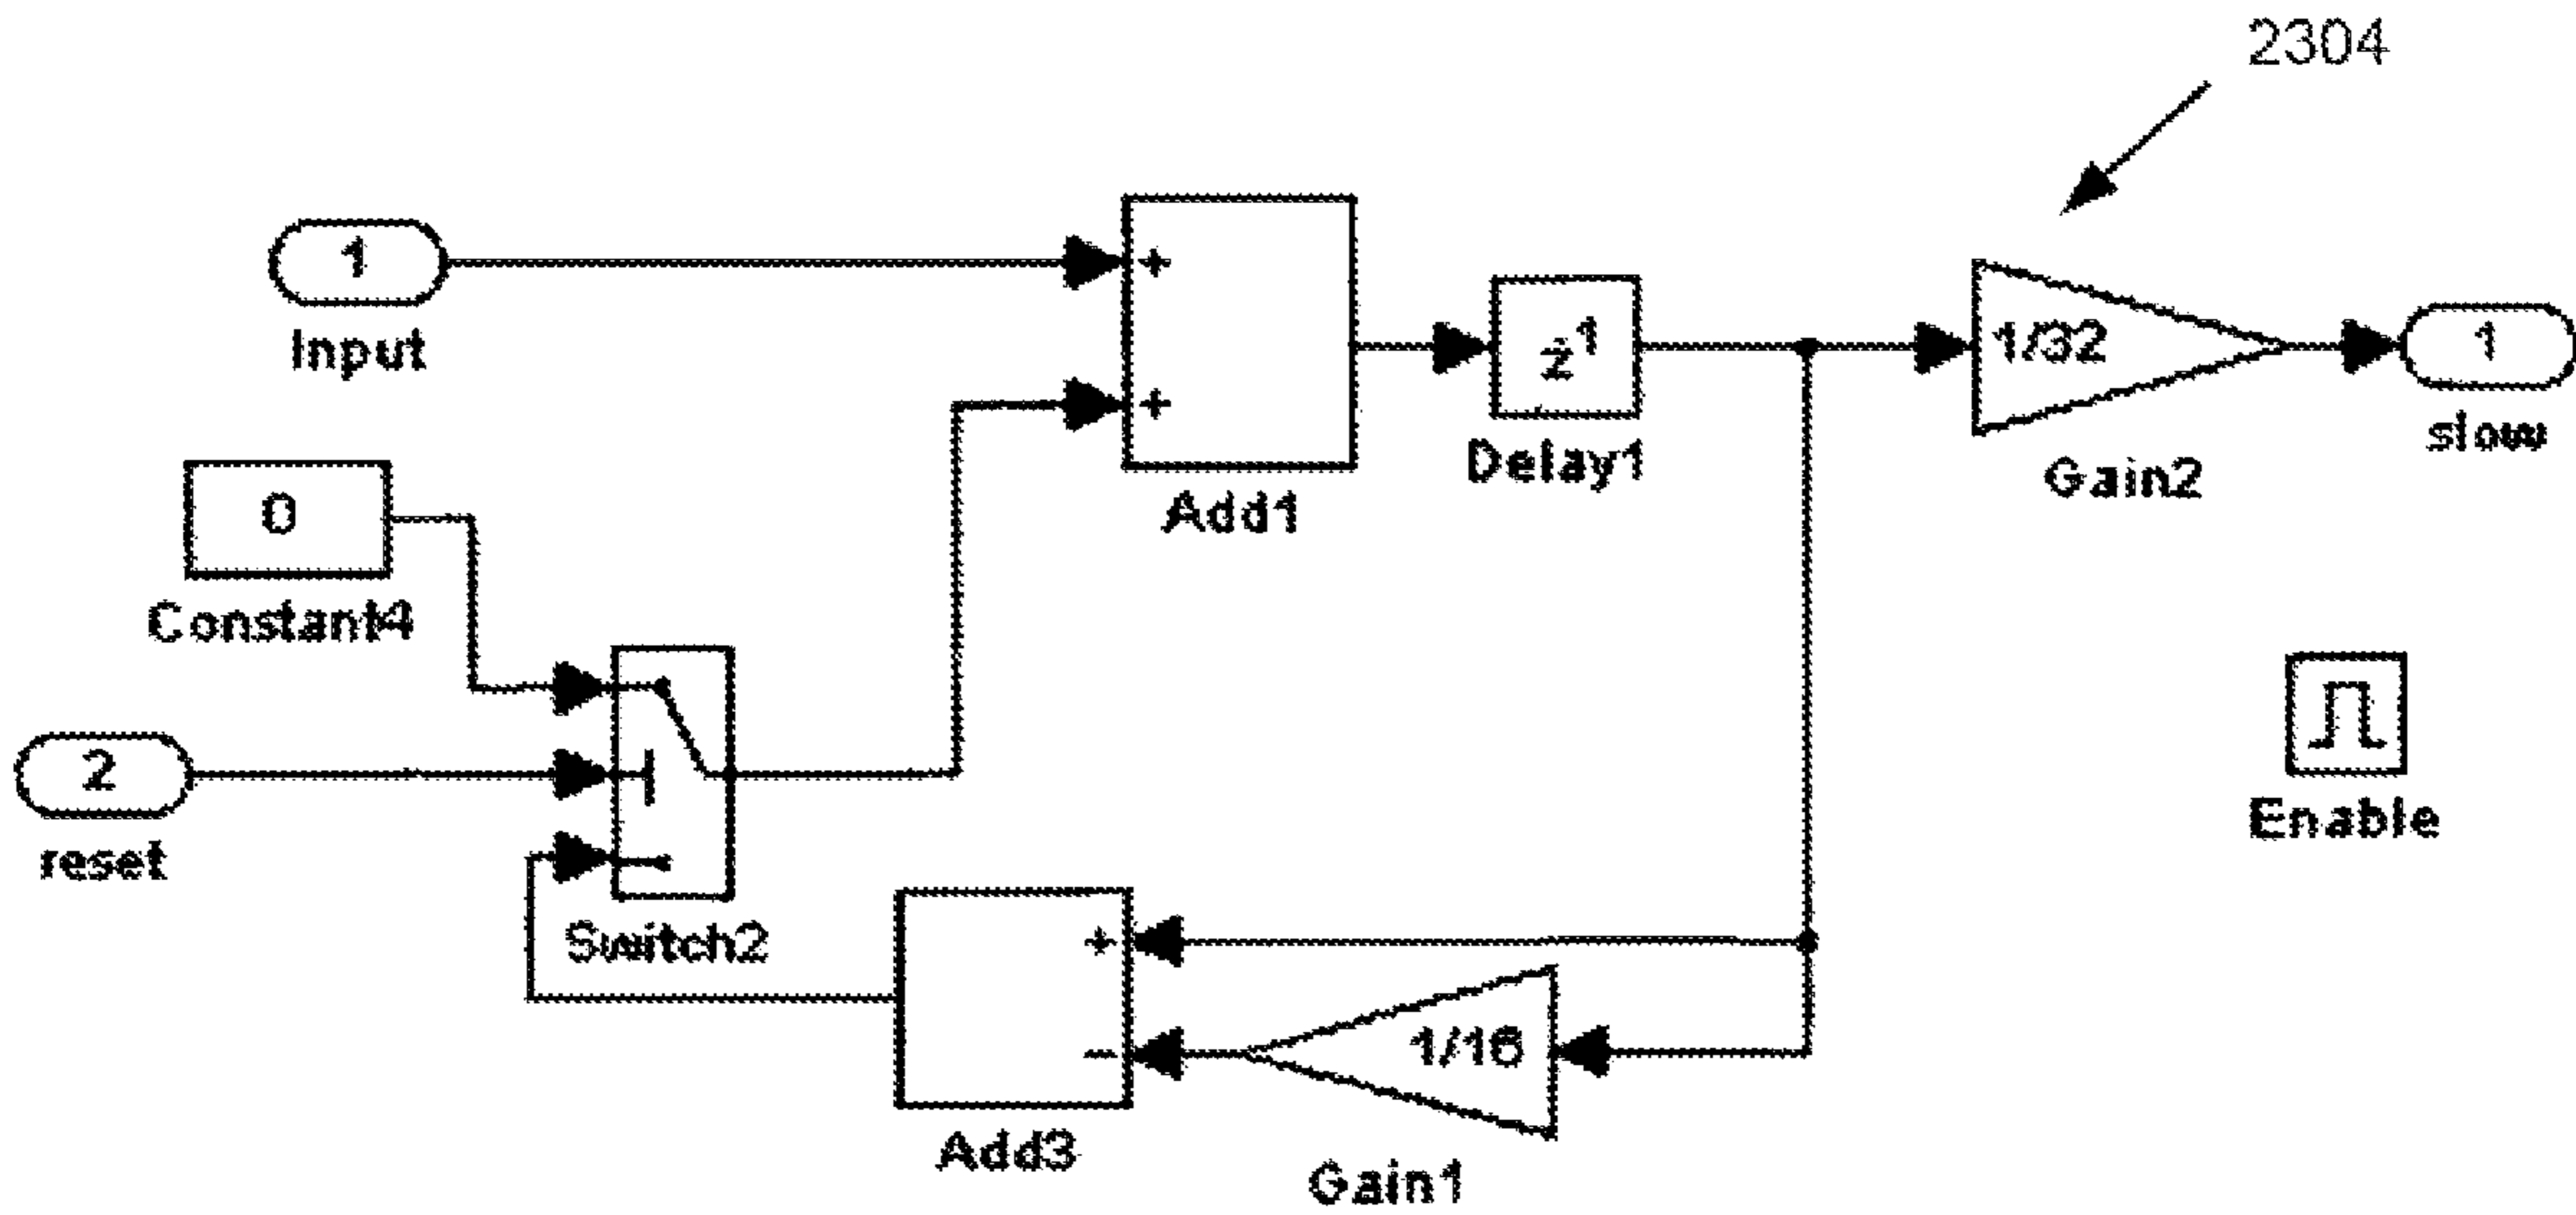 2304
1
Input
+
+
Add1
z-1
Delay1
1/32
Gain2
1
slow
0
Constant4
2
reset
Switch2
Enable
+
-
Add3
1/16
Gain1